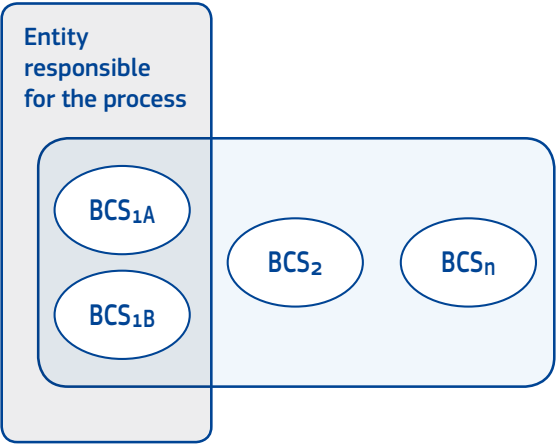 Entity
responsible
for the process
BCS₁A
BCS₁B
BCS₂
BCSₙ